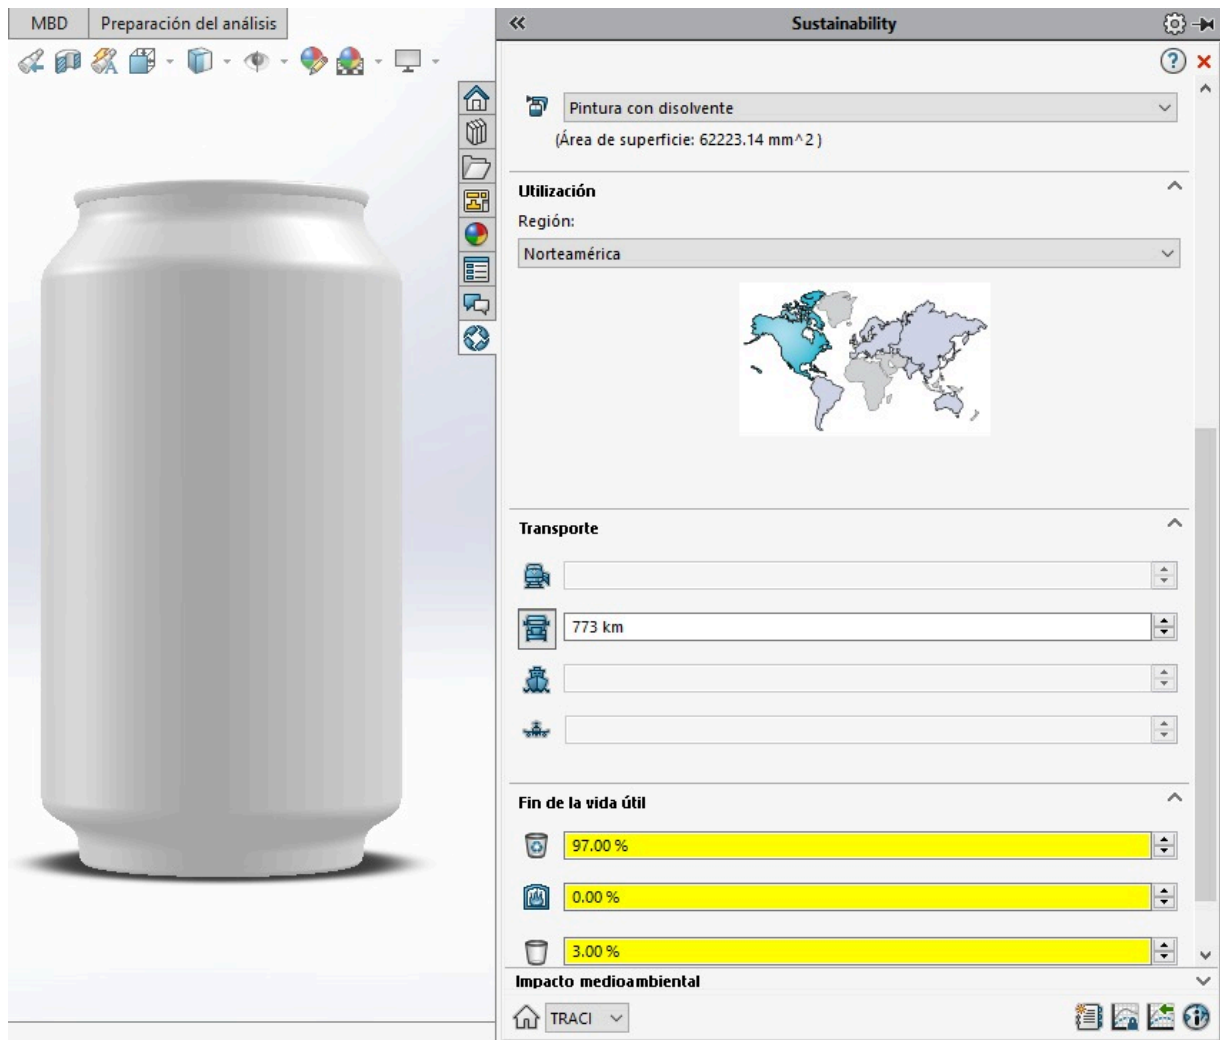 MBD Preparación del análisis
Sustainability
Pintura con disolvente
(Área de superficie: 62223.14 mm^2 )
Utilización
Región:
Norteamérica
Transporte
773 km
Fin de la vida útil
97.00 %
0.00 %
3.00 %
Impacto medioambiental
TRACI